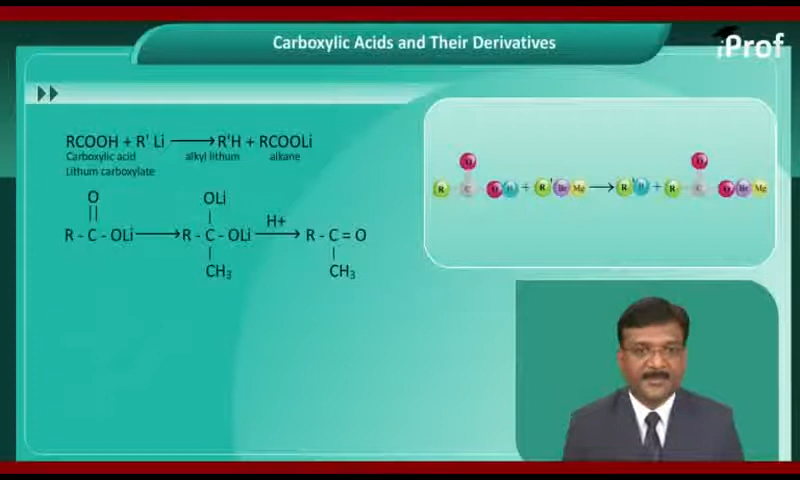 Carboxylic Acids and Their Derivatives
iProf
RCOOH + R' Li ⟶ R'H + RCOOLi
Carboxylic acid alkyl lithum alkane
Lithum carboxylate
O OLi
|| | H+
R - C - OLi ⟶ R - C - OLi ⟶ R - C = O
| |
CH₃ CH₃
O O
R C O H + R' Br Mg ⟶ R' H + R C O Br Mg